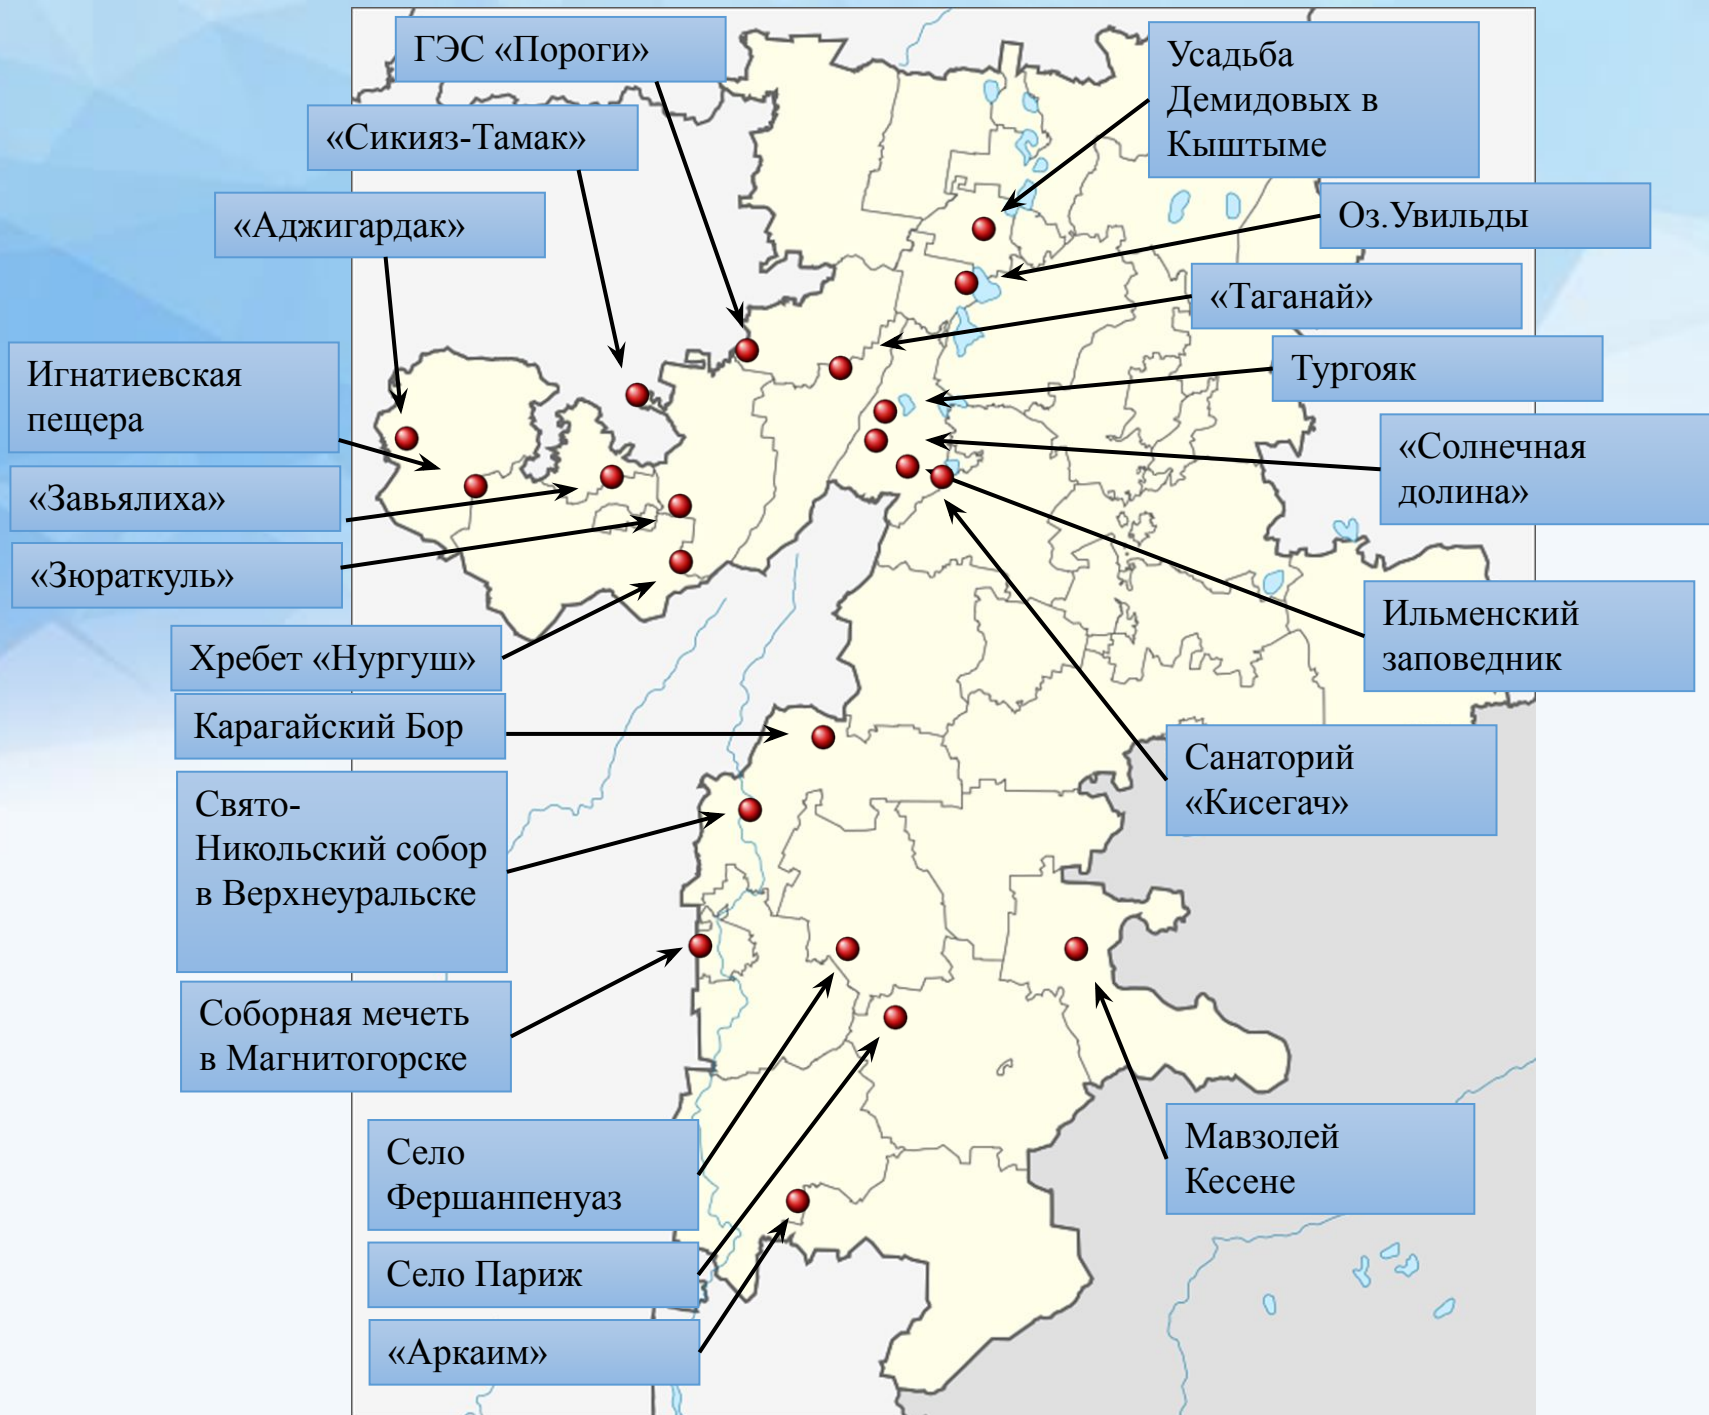 ГЭС «Пороги»
«Сикияз-Тамак»
«Аджигардак»
Игнатиевская
пещера
«Завьялиха»
«Зюраткуль»
Хребет «Нургуш»
Карагайский Бор
Свято-
Никольский собор
в Верхнеуральске
Соборная мечеть
в Магнитогорске
Село
Фершанпенуаз
Село Париж
«Аркаим»
Усадьба
Демидовых в
Кыштыме
Оз.Увильды
«Таганай»
Тургояк
«Солнечная
долина»
Ильменский
заповедник
Санаторий
«Кисегач»
Мавзолей
Кесене